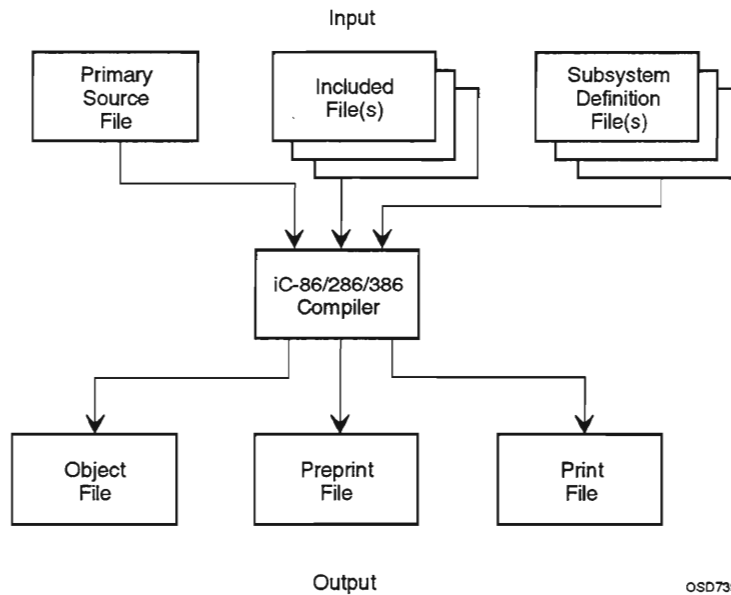 Input
Primary
Source
File
Included
File(s)
Subsystem
Definition
File(s)
iC-86/286/386
Compiler
Object
File
Preprint
File
Print
File
Output
OSD73